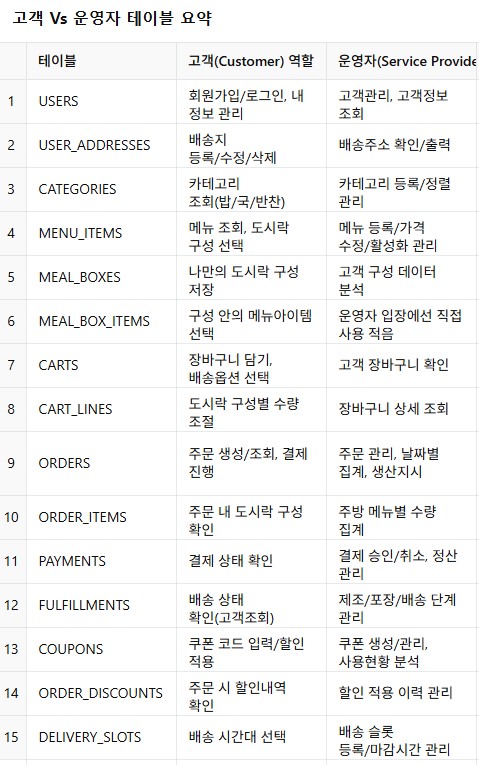 고객 Vs 운영자 테이블 요약
테이블 고객(Customer) 역할 운영자(Service Provide
1 USERS 회원가입/로그인, 내 고객관리, 고객정보
정보 관리 조회
2 USER_ADDRESSES 배송지 배송주소 확인/출력
등록/수정/삭제
3 CATEGORIES 카테고리 카테고리 등록/정렬
조회(밥/국/반찬) 관리
4 MENU_ITEMS 메뉴 조회, 도시락 메뉴 등록/가격
구성 선택 수정/활성화 관리
5 MEAL_BOXES 나만의 도시락 구성 고객 구성 데이터
저장 분석
6 MEAL_BOX_ITEMS 구성 안의 메뉴아이템 운영자 입장에선 직접
선택 사용 적음
7 CARTS 장바구니 담기, 고객 장바구니 확인
배송옵션 선택
8 CART_LINES 도시락 구성별 수량 장바구니 상세 조회
조절
9 ORDERS 주문 생성/조회, 결제 주문 관리, 날짜별
진행 집계, 생산지시
10 ORDER_ITEMS 주문 내 도시락 구성 주방 메뉴별 수량
확인 집계
11 PAYMENTS 결제 상태 확인 결제 승인/취소, 정산
관리
12 FULFILLMENTS 배송 상태 제조/포장/배송 단계
확인(고객조회) 관리
13 COUPONS 쿠폰 코드 입력/할인 쿠폰 생성/관리,
적용 사용현황 분석
14 ORDER_DISCOUNTS 주문 시 할인내역 할인 적용 이력 관리
확인
15 DELIVERY_SLOTS 배송 시간대 선택 배송 슬롯
등록/마감시간 관리